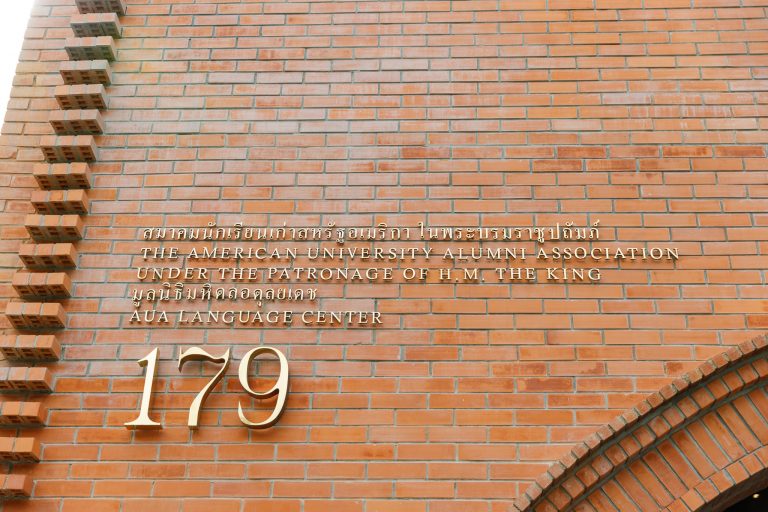 สมาคมนักเรียนเก่าสหรัฐอเมริกา ในพระบรมราชูปถัมภ์
THE AMERICAN UNIVERSITY ALUMNI ASSOCIATION
UNDER THE PATRONAGE OF H.M. THE KING
มูลนิธิมหิดลอดุลยเดช
AUA LANGUAGE CENTER
179